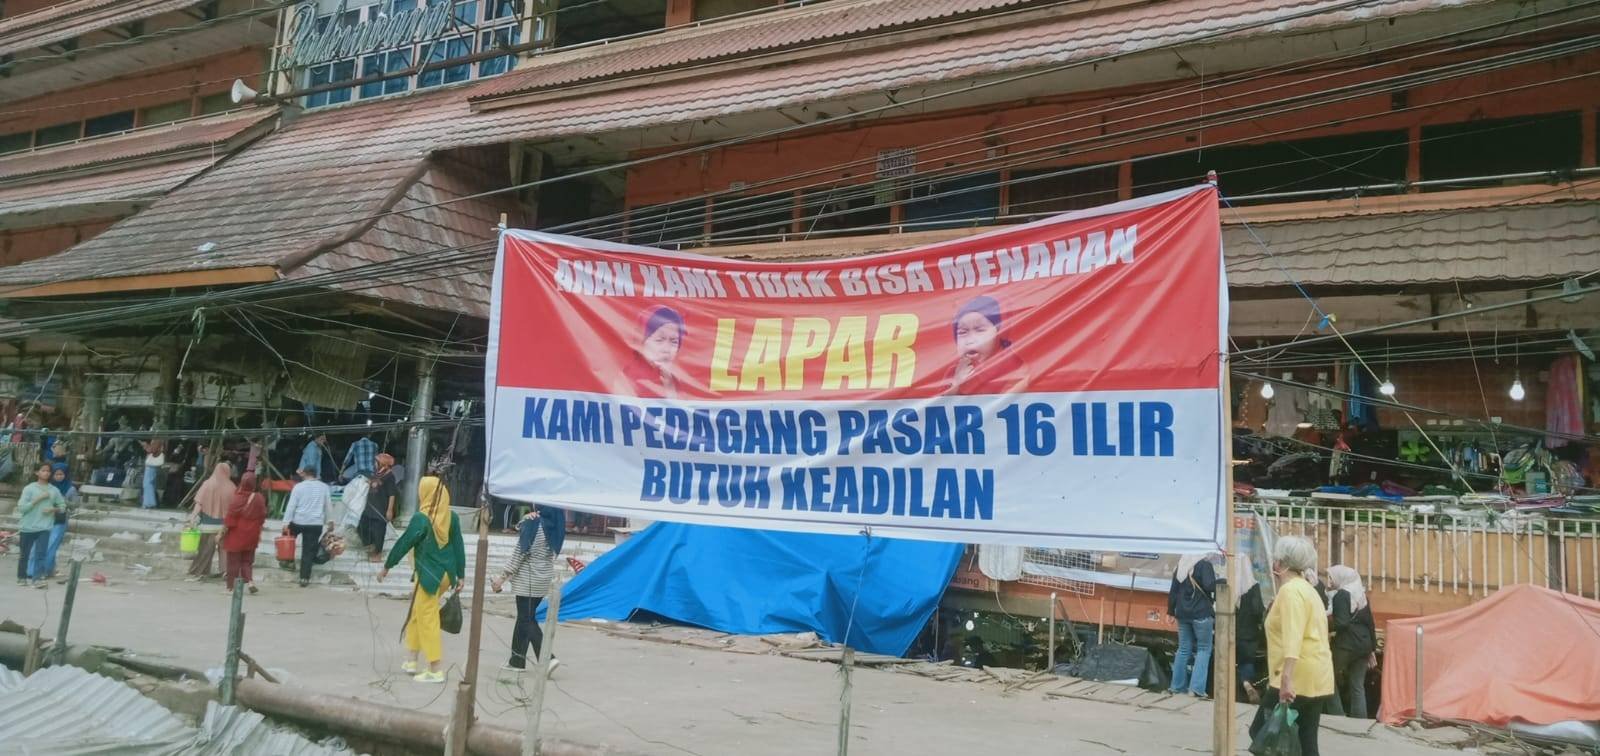 ANAK KAMI TIDAK BISA MENAHAN
LAPAR
KAMI PEDAGANG PASAR 16 ILIR
BUTUH KEADILAN